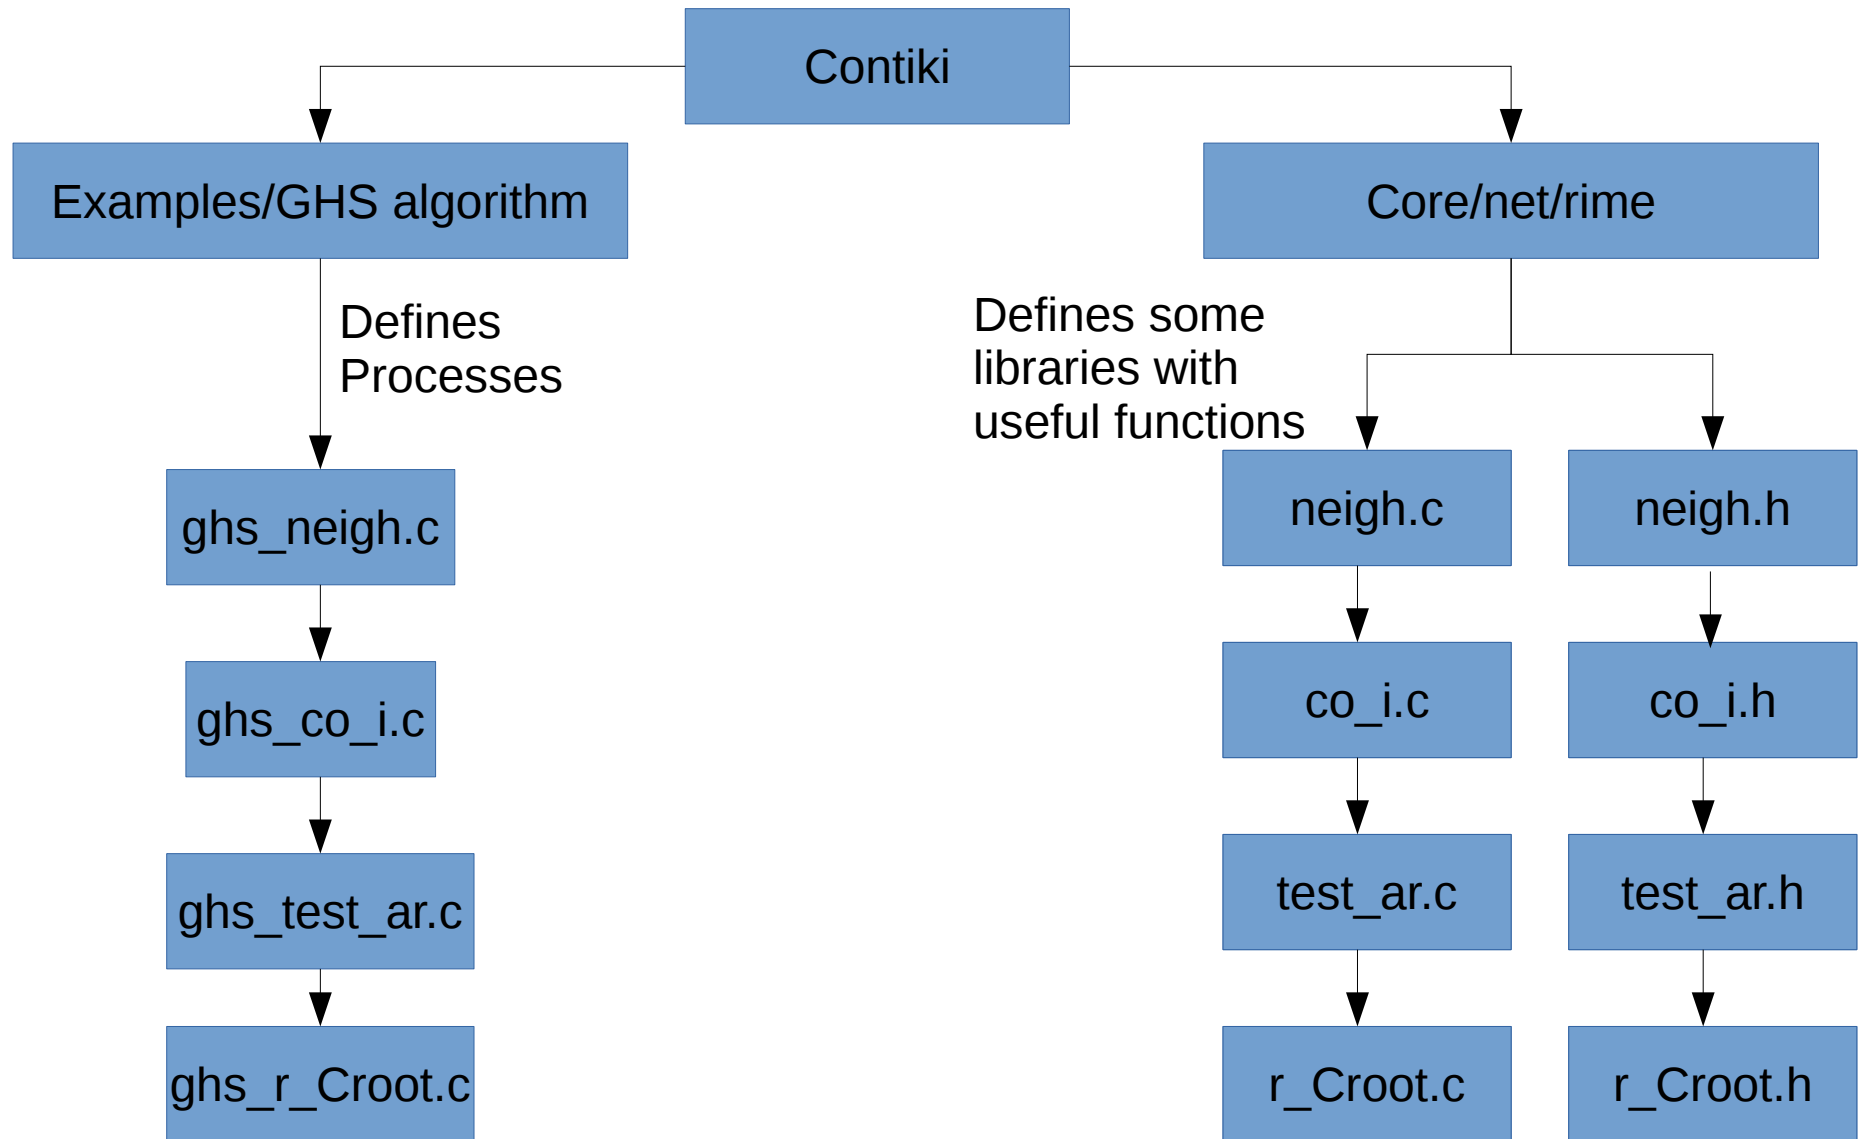 Contiki
Examples/GHS algorithm
Core/net/rime
Defines
Processes
Defines some
libraries with
useful functions
ghs_neigh.c
neigh.c
neigh.h
ghs_co_i.c
co_i.c
co_i.h
ghs_test_ar.c
test_ar.c
test_ar.h
ghs_r_Croot.c
r_Croot.c
r_Croot.h